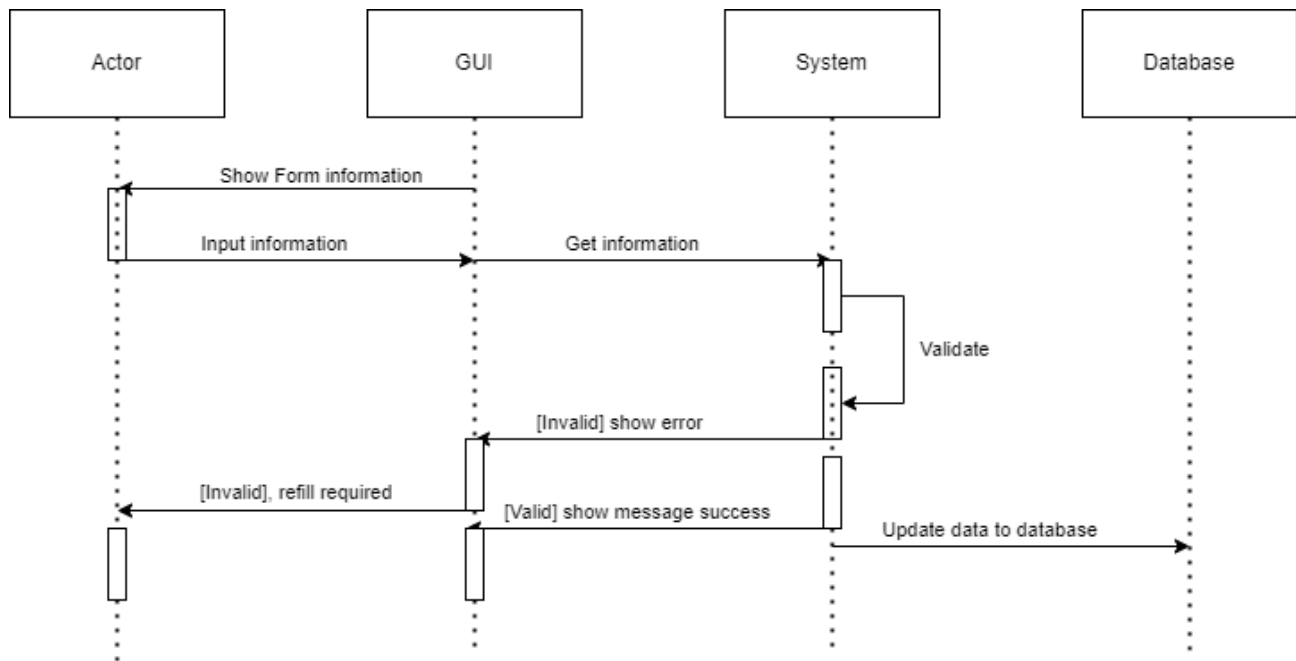 Actor
GUI
System
Database
Show Form information
Input information
Get information
Validate
[Invalid] show error
[Invalid], refill required
[Valid] show message success
Update data to database